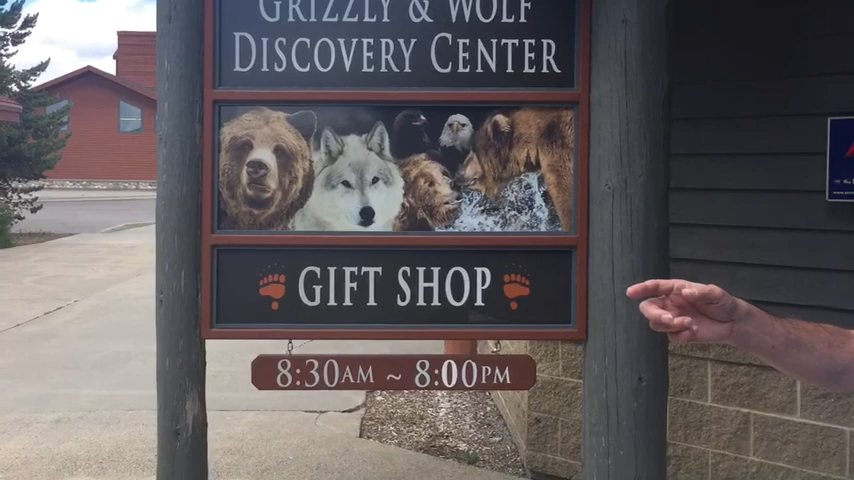 GRIZZLY & WOLF
DISCOVERY CENTER
GIFT SHOP
8:30AM ~ 8:00PM